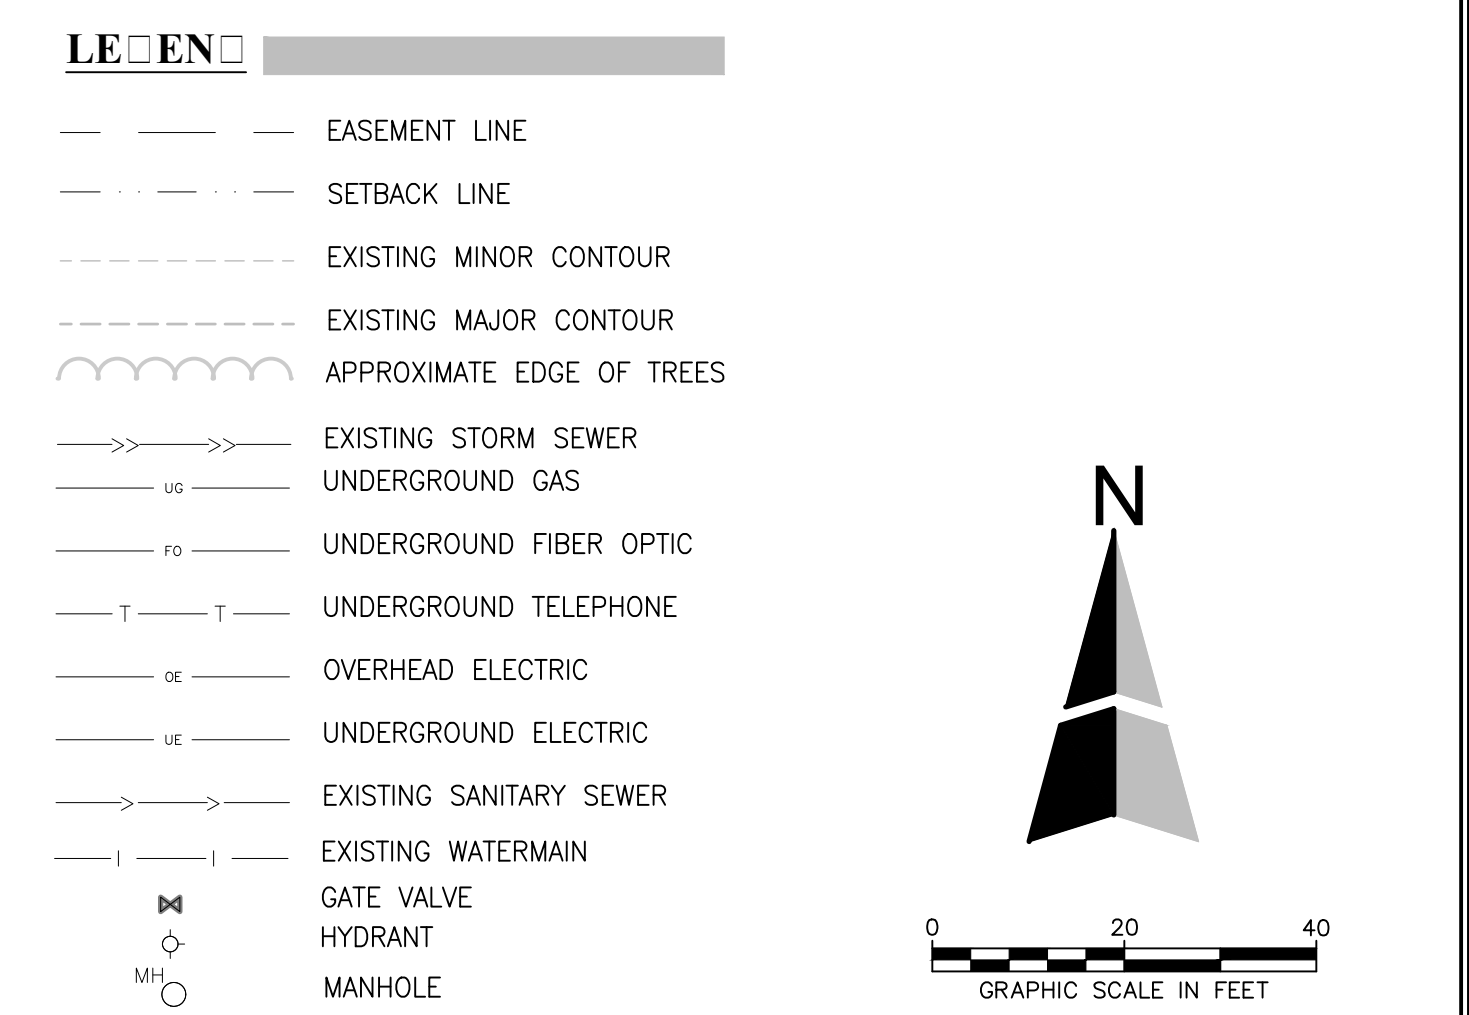 LE□EN□
EASEMENT LINE
SETBACK LINE
EXISTING MINOR CONTOUR
EXISTING MAJOR CONTOUR
APPROXIMATE EDGE OF TREES
>> >> EXISTING STORM SEWER
UG UNDERGROUND GAS
FO UNDERGROUND FIBER OPTIC
T T UNDERGROUND TELEPHONE
OE OVERHEAD ELECTRIC
UE UNDERGROUND ELECTRIC
> > EXISTING SANITARY SEWER
| | EXISTING WATERMAIN
GATE VALVE
HYDRANT
MH MANHOLE
N
0 20 40
GRAPHIC SCALE IN FEET